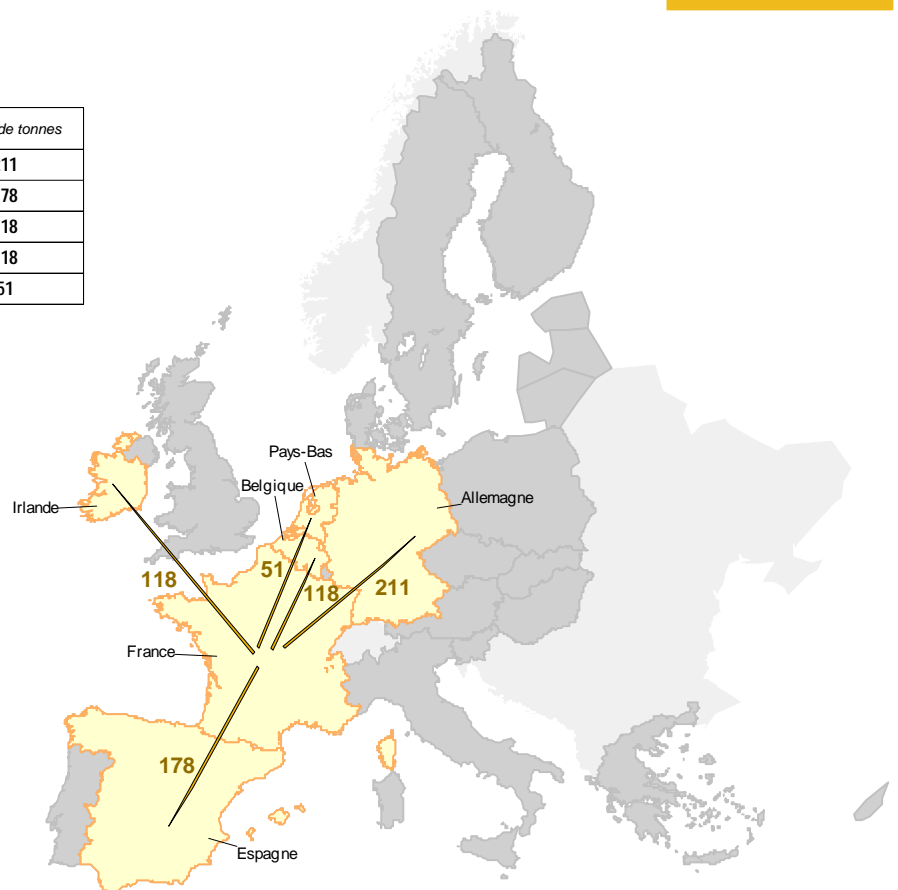 de tonnes
11
78
18
18
51
Pays-Bas
Belgique
Allemagne
Irlande
118
51
118
211
France
178
Espagne